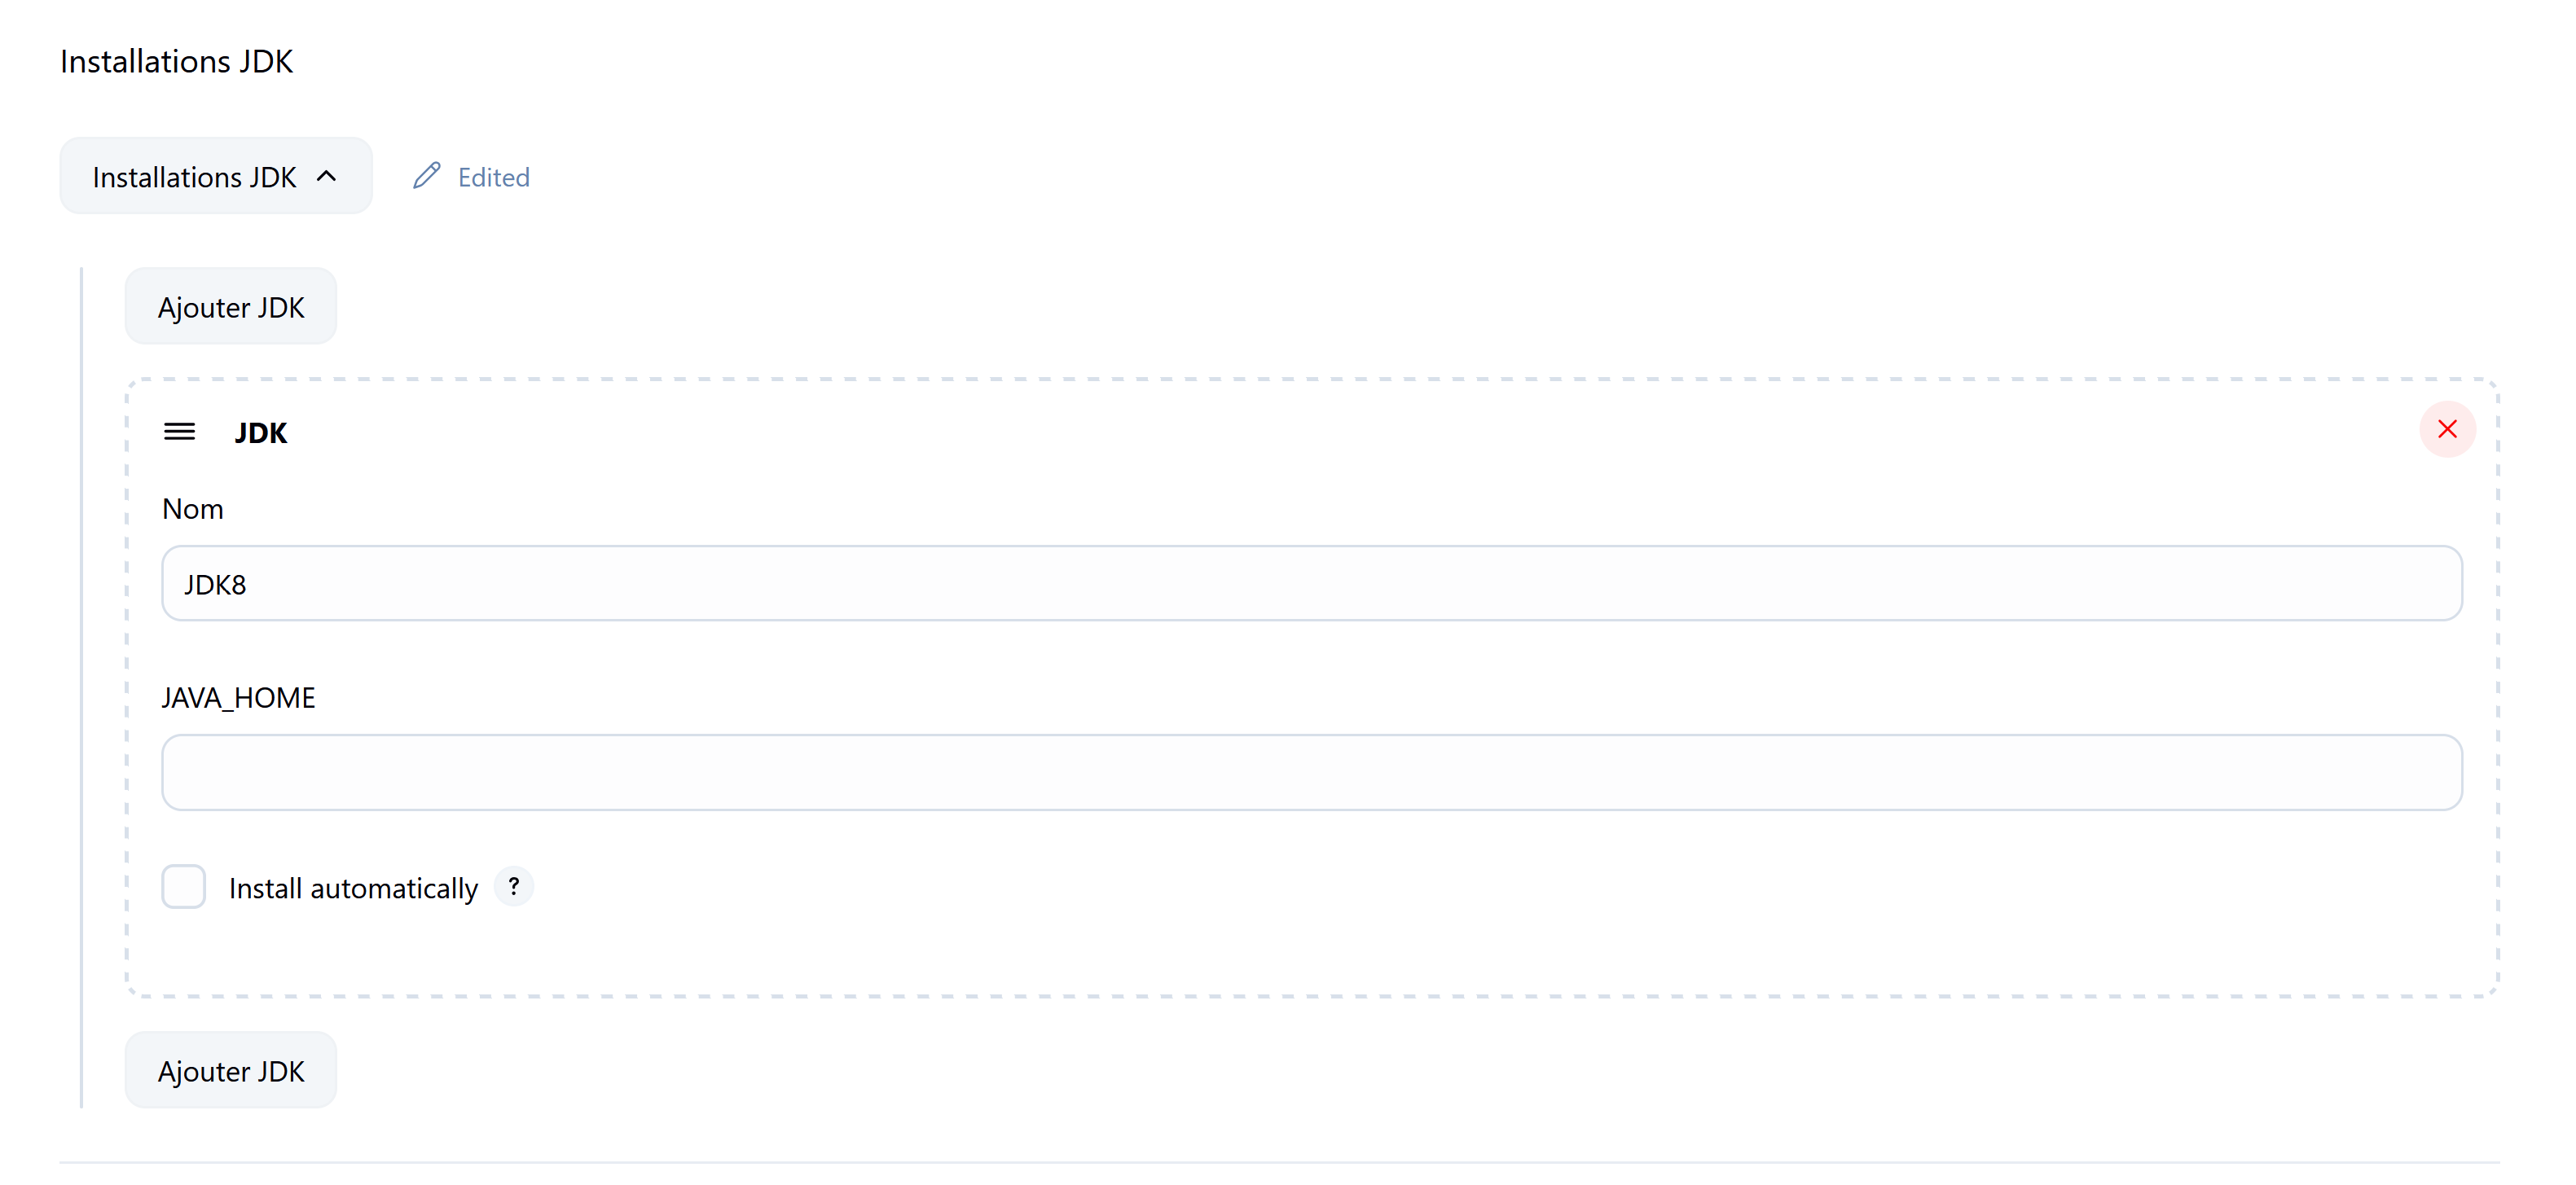 Installations JDK
Installations JDK
Edited
Ajouter JDK
JDK
Nom
JDK8
JAVA_HOME
Install automatically ?
Ajouter JDK